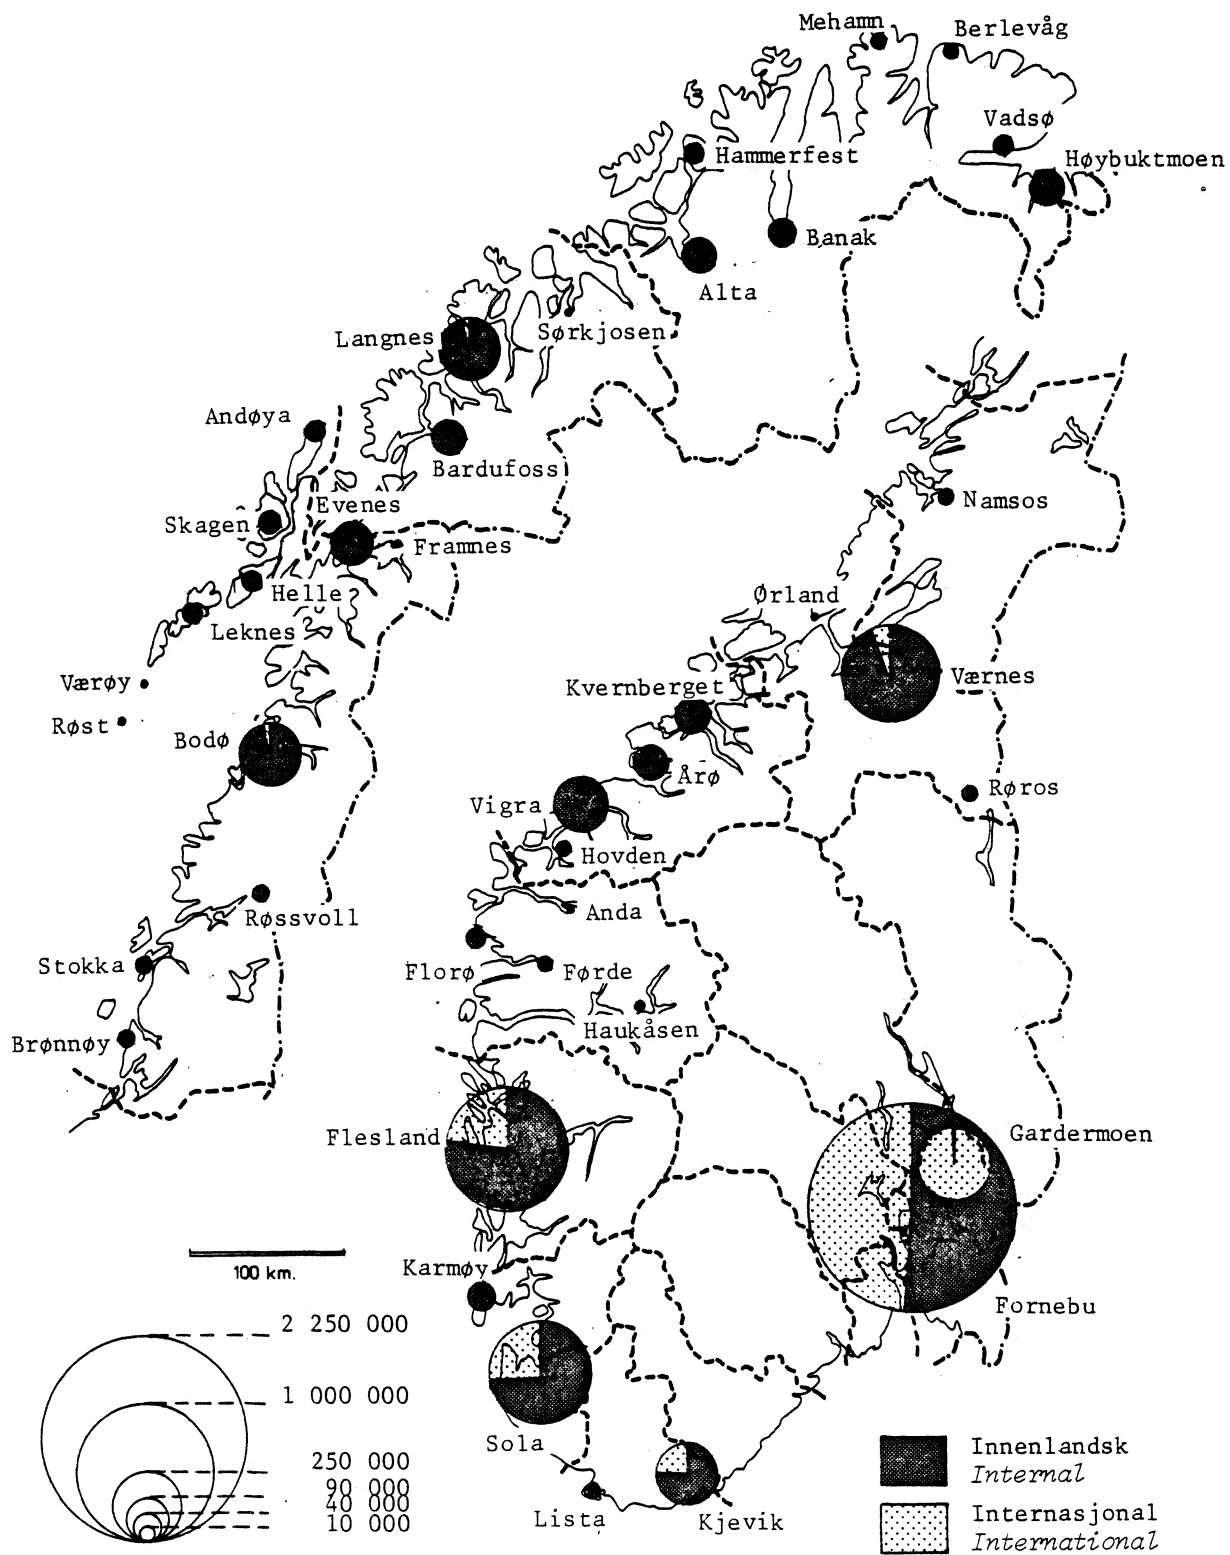 Mehamn
Berlevåg
Vadsø
Hammerfest
Høybuktmoen
Banak
Alta
Langnes
Sørkjosen
Andøya
Bardufoss
Evenes
Skagen
Framnes
Helle
Leknes
Værøy
Røst
Bodø
Røssvoll
Stokka
Brønnøy
Namsos
Ørland
Værnes
Kvernberget
Årø
Røros
Vigra
Hovden
Anda
Florø
Førde
Haukåsen
Flesland
Gardermoen
Karmøy
Fornebu
Sola
Lista
Kjevik
100 km.
2 250 000
1 000 000
250 000
90 000
40 000
10 000
Innenlandsk
Internal
Internasjonal
International